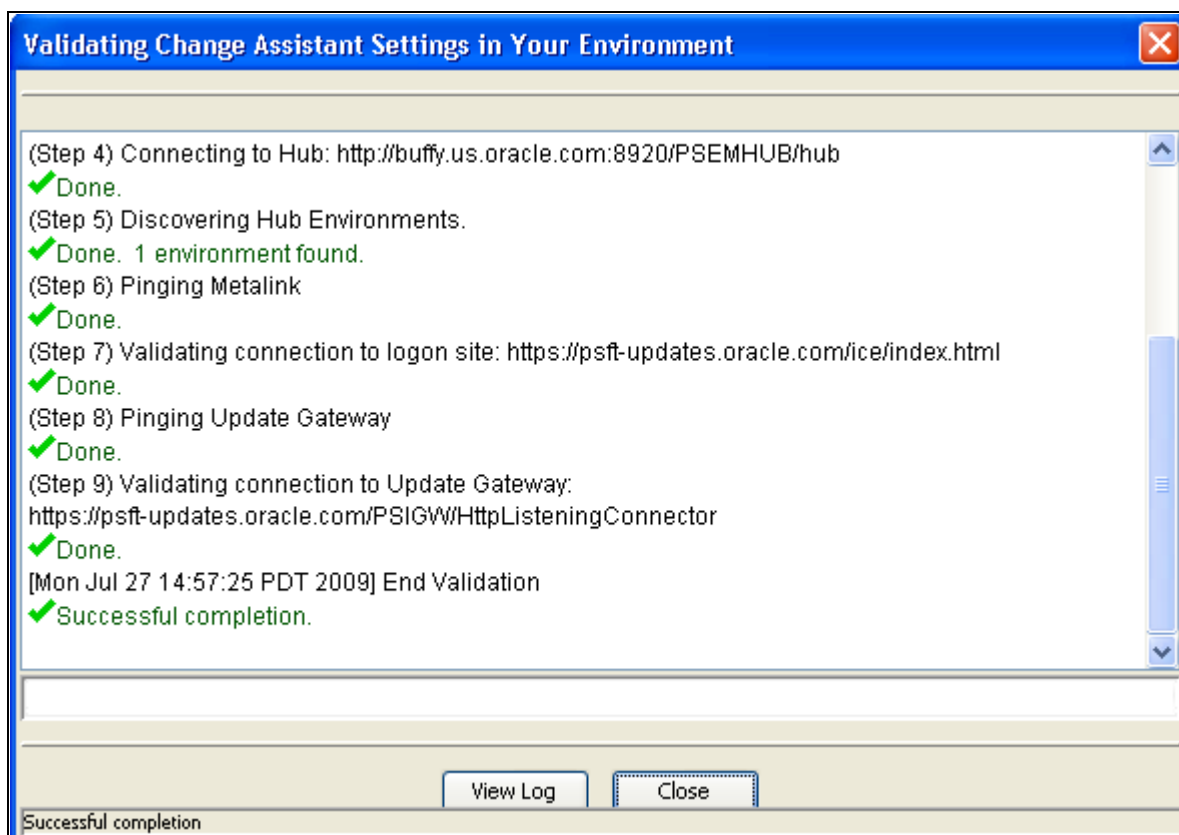 Validating Change Assistant Settings in Your Environment
(Step 4) Connecting to Hub: http://buffy.us.oracle.com:8920/PSEMHUB/hub
Done.
(Step 5) Discovering Hub Environments.
Done. 1 environment found.
(Step 6) Pinging Metalink
Done.
(Step 7) Validating connection to logon site: https://psft-updates.oracle.com/ice/index.html
Done.
(Step 8) Pinging Update Gateway
Done.
(Step 9) Validating connection to Update Gateway:
https://psft-updates.oracle.com/PSIGW/HttpListeningConnector
Done.
[Mon Jul 27 14:57:25 PDT 2009] End Validation
Successful completion.
View Log Close
Successful completion